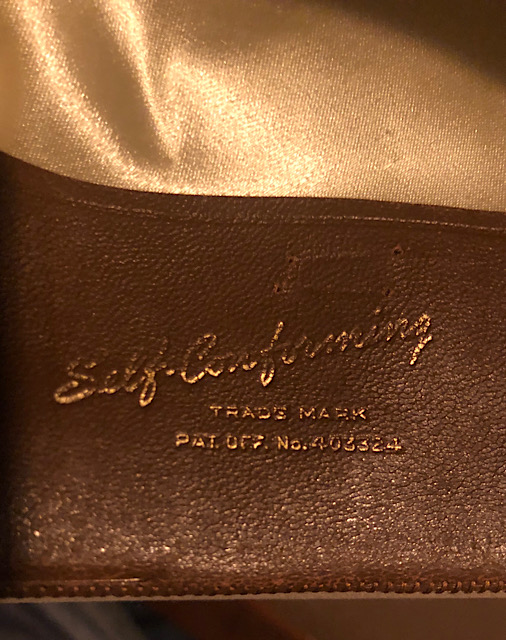 Self-Conforming
TRADE MARK
PAT. OFF. No. 403324